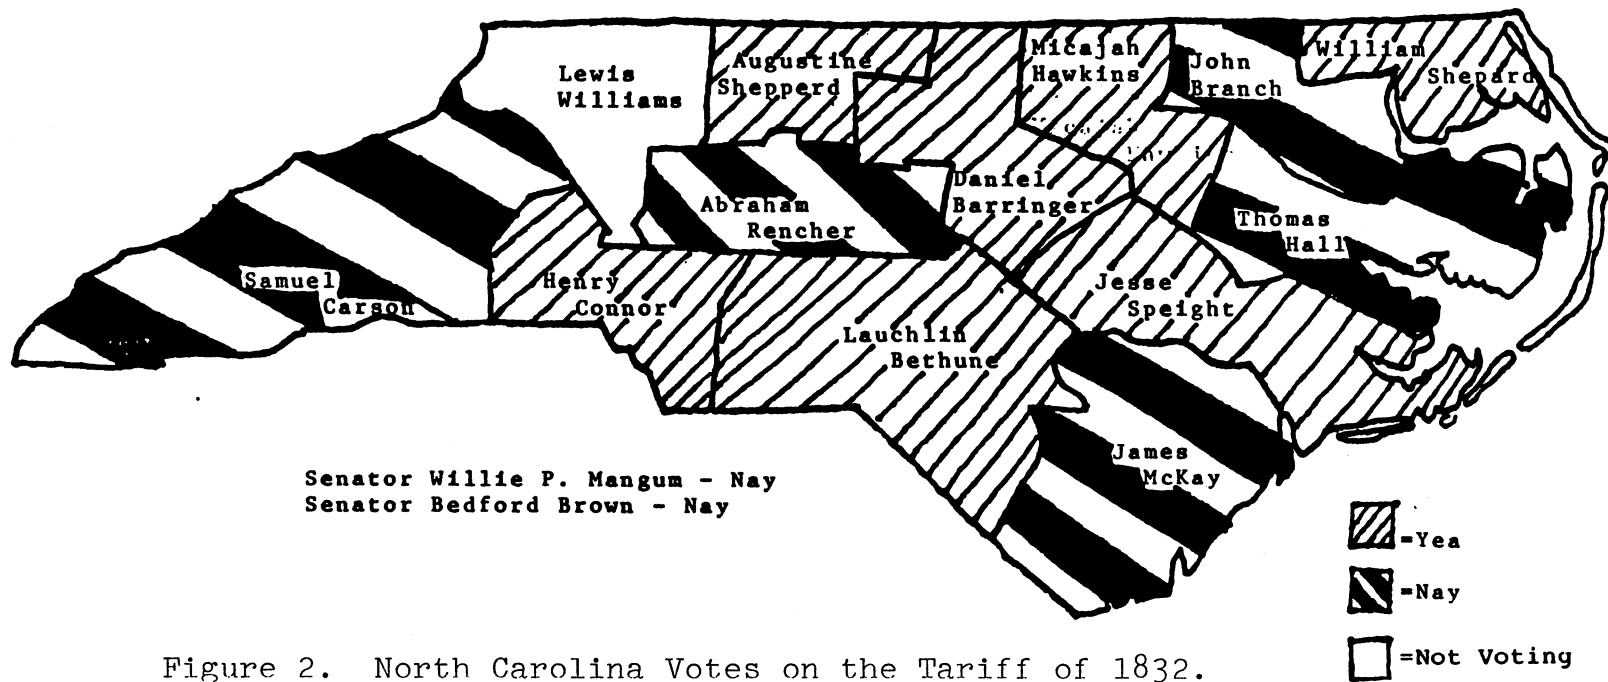 Lewis
Williams
Augustine
Shepperd
Micajah
Hawkins
John
Branch
William
Shepard
Abraham
Rencher
Daniel
Barringer
Thomas
Hall
Samuel
Carson
Henry
Connor
Jesse
Speight
Lauchlin
Bethune
James
McKay
Senator Willie P. Mangum - Nay
Senator Bedford Brown - Nay
=Yea
=Nay
=Not Voting
Figure 2. North Carolina Votes on the Tariff of 1832.